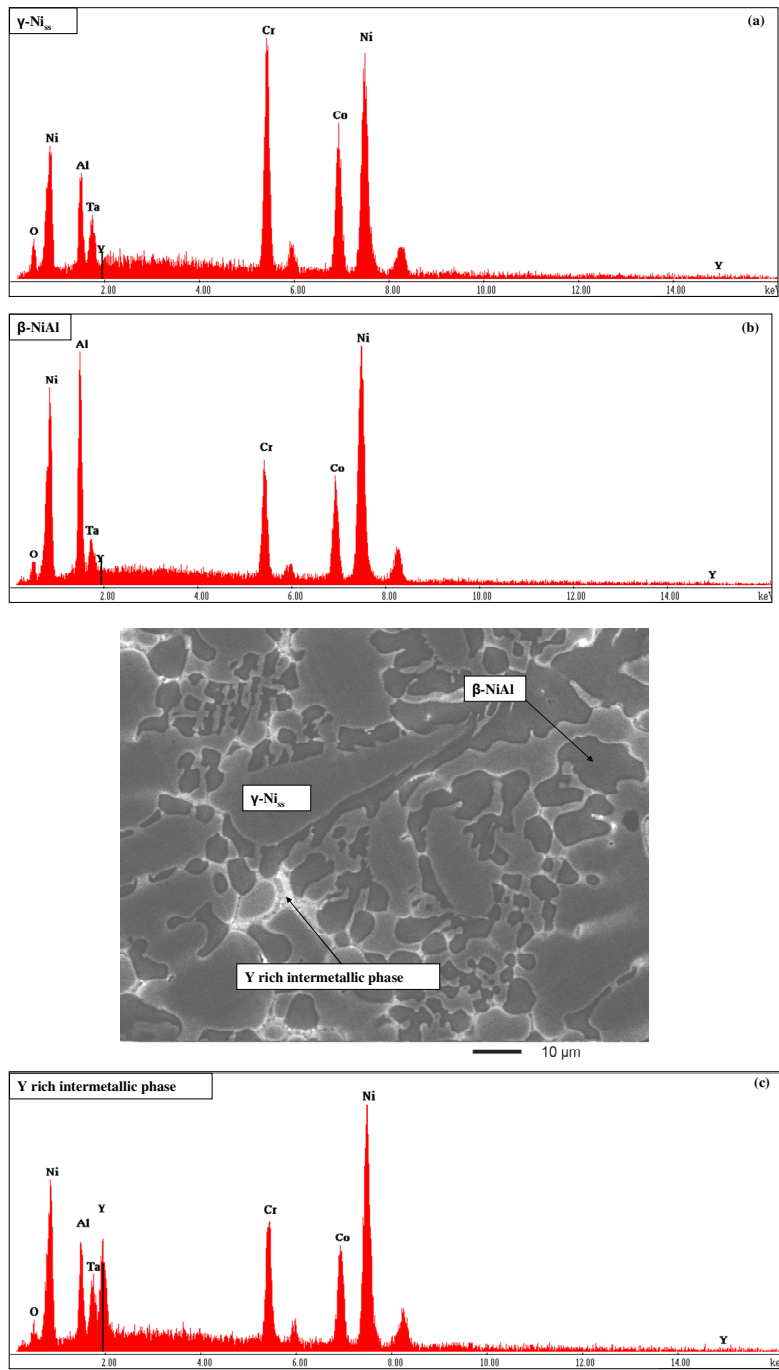 γ-Niss (a)
Cr
Ni
Co
Ni
Al
Ta
O
Y
Y
2.00 4.00 6.00 8.00 10.00 12.00 14.00 keV
β-NiAl (b)
Al
Ni
Ni
Cr
Co
Ta
O
Y
Y
2.00 4.00 6.00 8.00 10.00 12.00 14.00 keV
β-NiAl
γ-Niss
Y rich intermetallic phase
10 µm
Y rich intermetallic phase (c)
Ni
Ni
Al
Y
Cr
Co
Ta
O
Y
2.00 4.00 6.00 8.00 10.00 12.00 14.00 keV